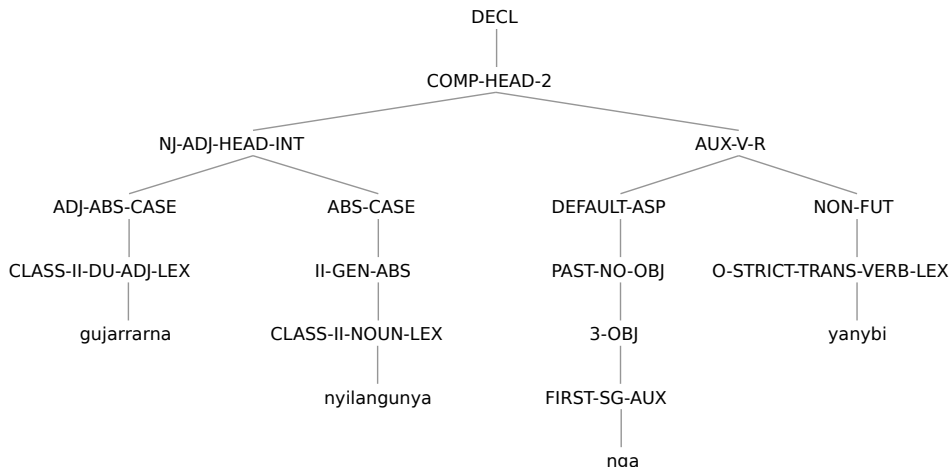 DECL
COMP-HEAD-2
NJ-ADJ-HEAD-INT AUX-V-R
ADJ-ABS-CASE ABS-CASE DEFAULT-ASP NON-FUT
CLASS-II-DU-ADJ-LEX II-GEN-ABS PAST-NO-OBJ O-STRICT-TRANS-VERB-LEX
gujarrarna CLASS-II-NOUN-LEX 3-OBJ yanybi
nyilangunya FIRST-SG-AUX
nga